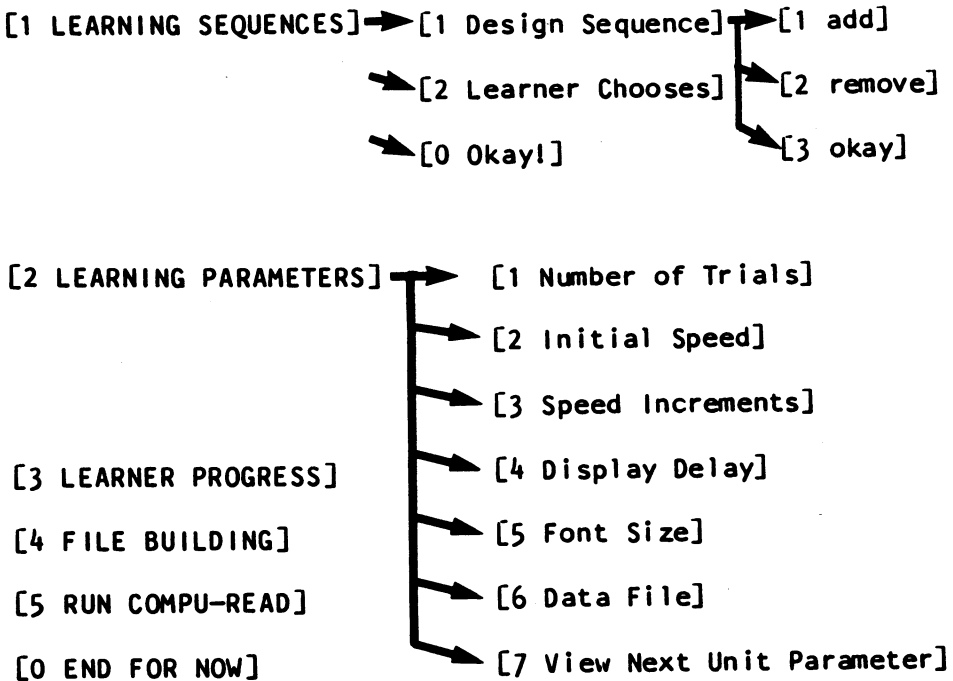 [1 LEARNING SEQUENCES] [1 Design Sequence] [1 add]
[2 Learner Chooses] [2 remove]
[0 Okay!] [3 okay]
[2 LEARNING PARAMETERS] [1 Number of Trials]
[2 Initial Speed]
[3 Speed Increments]
[3 LEARNER PROGRESS] [4 Display Delay]
[4 FILE BUILDING] [5 Font Size]
[5 RUN COMPU-READ] [6 Data File]
[0 END FOR NOW] [7 View Next Unit Parameter]